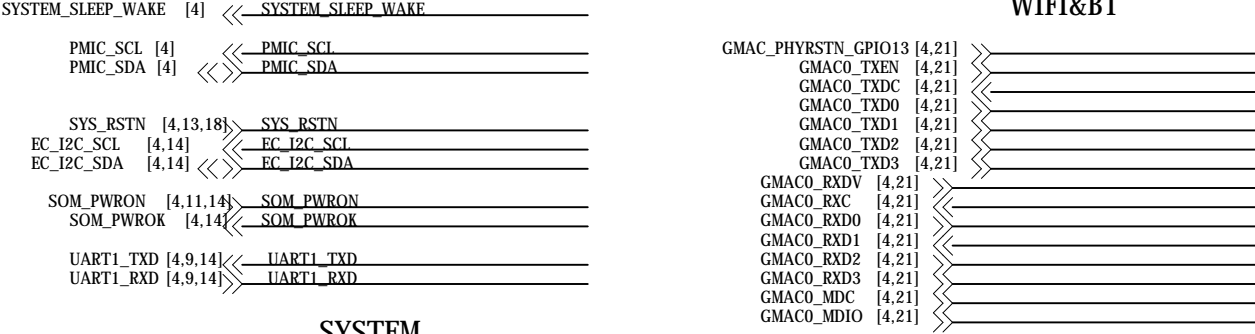 SYSTEM_SLEEP_WAKE [4] SYSTEM_SLEEP_WAKE
PMIC_SCL [4] PMIC_SCL
PMIC_SDA [4] PMIC_SDA
SYS_RSTN [4,13,18] SYS_RSTN
EC_I2C_SCL [4,14] EC_I2C_SCL
EC_I2C_SDA [4,14] EC_I2C_SDA
SOM_PWRON [4,11,14] SOM_PWRON
SOM_PWROK [4,14] SOM_PWROK
UART1_TXD [4,9,14] UART1_TXD
UART1_RXD [4,9,14] UART1_RXD
SYSTEM
WIFI&BT
GMAC_PHYRSTN_GPIO13 [4,21]
GMAC0_TXEN [4,21]
GMAC0_TXDC [4,21]
GMAC0_TXD0 [4,21]
GMAC0_TXD1 [4,21]
GMAC0_TXD2 [4,21]
GMAC0_TXD3 [4,21]
GMAC0_RXDV [4,21]
GMAC0_RXC [4,21]
GMAC0_RXD0 [4,21]
GMAC0_RXD1 [4,21]
GMAC0_RXD2 [4,21]
GMAC0_RXD3 [4,21]
GMAC0_MDC [4,21]
GMAC0_MDIO [4,21]